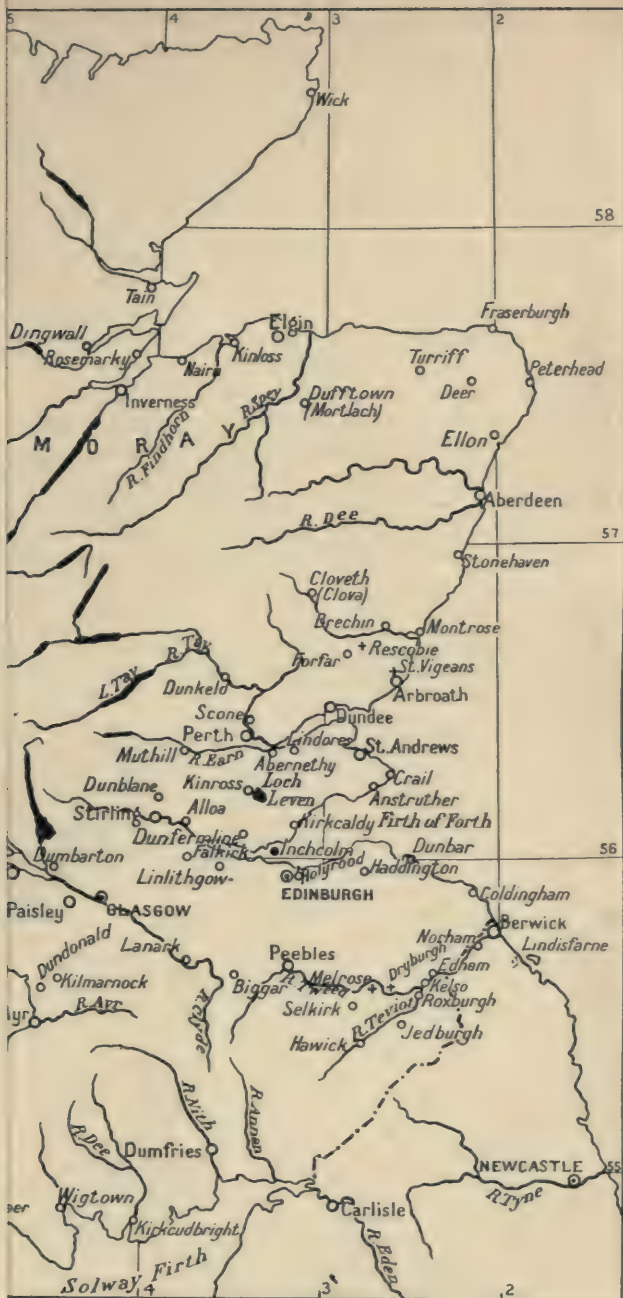 5
4
3
2
Wick
58
Tain
Dingwall
Rosemarky
Nairn
Kinloss
Elgin
Fraserburgh
Turriff
Deer
Peterhead
Inverness
Dufftown
(Mortlach)
R. Spey
M O R A Y
R. Findhorn
Ellon
Aberdeen
R. Dee
57
Stonehaven
Cloveth
(Clova)
Brechin
Montrose
Forfar
Rescobie
St. Vigeans
Arbroath
L. Tay
R. Tay
Dunkeld
Scone
Dundee
Perth
Lindores
St. Andrews
Muthill
R. Earn
Abernethy
Crail
Dunblane
Kinross
Loch
Leven
Anstruther
Stirling
Alloa
Kirkcaldy
Firth of Forth
Dunfermline
Dunbar
Falkirk
Inchcolm
56
Dumbarton
Linlithgow
Holyrood
Haddington
EDINBURGH
Coldingham
Paisley
GLASGOW
Berwick
Lanark
Peebles
Norham
Lindisfarne
Dundonald
Kilmarnock
Biggar
R. Tweed
Melrose
Dryburgh
Edham
Kelso
R. Ayr
R. Clyde
Selkirk
Roxburgh
Ayr
Hawick
R. Teviot
Jedburgh
R. Nith
R. Annan
R. Dee
Dumfries
NEWCASTLE
55
R. Tyne
Wigtown
Carlisle
Kirkcudbright
R. Eden
Solway Firth
4
3
2